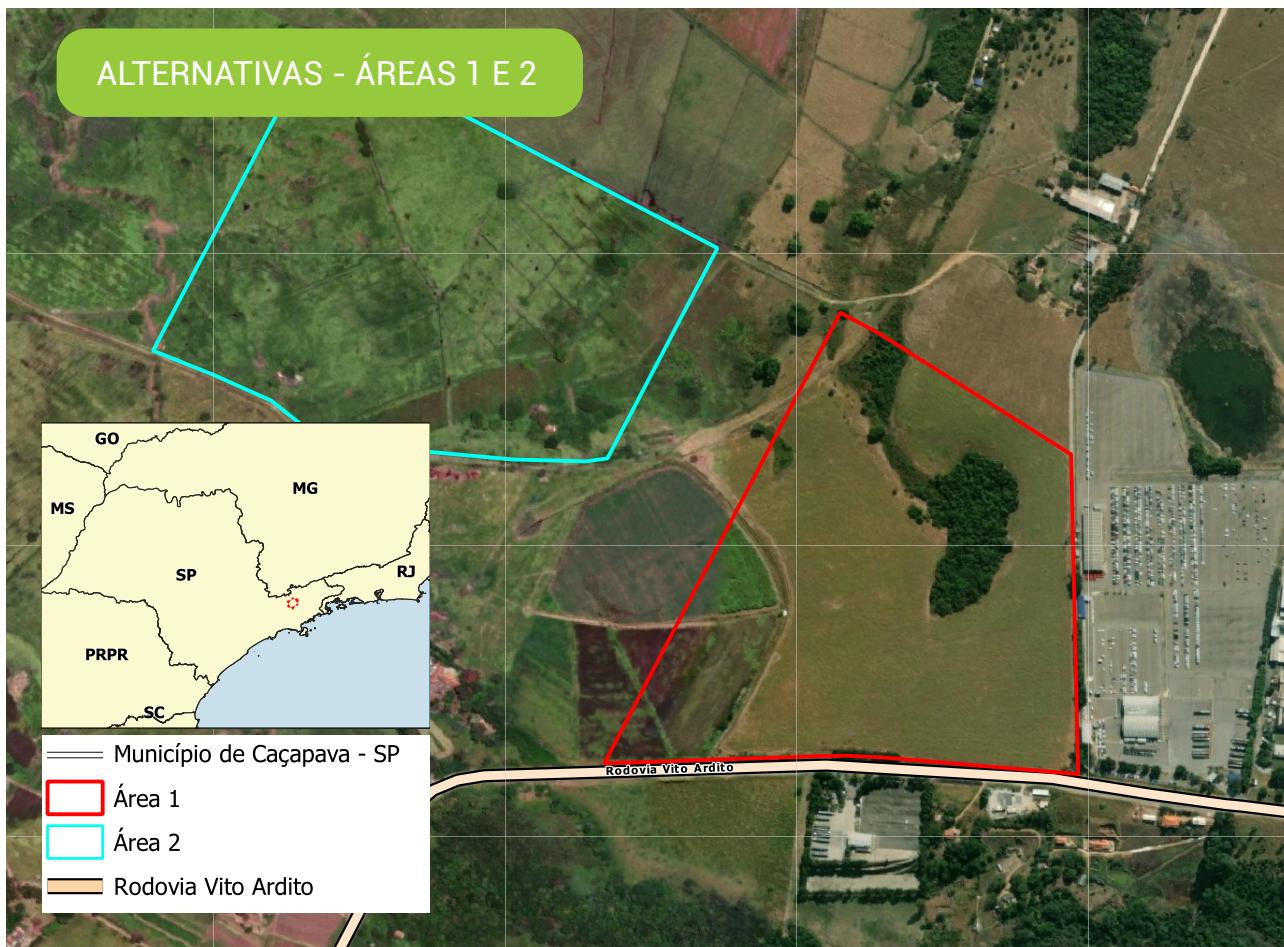 ALTERNATIVAS - ÁREAS 1 E 2
GO
MG
MS
SP
RJ
PRPR
SC
Município de Caçapava - SP
Área 1
Área 2
Rodovia Vito Ardito
Rodovia Vito Ardito